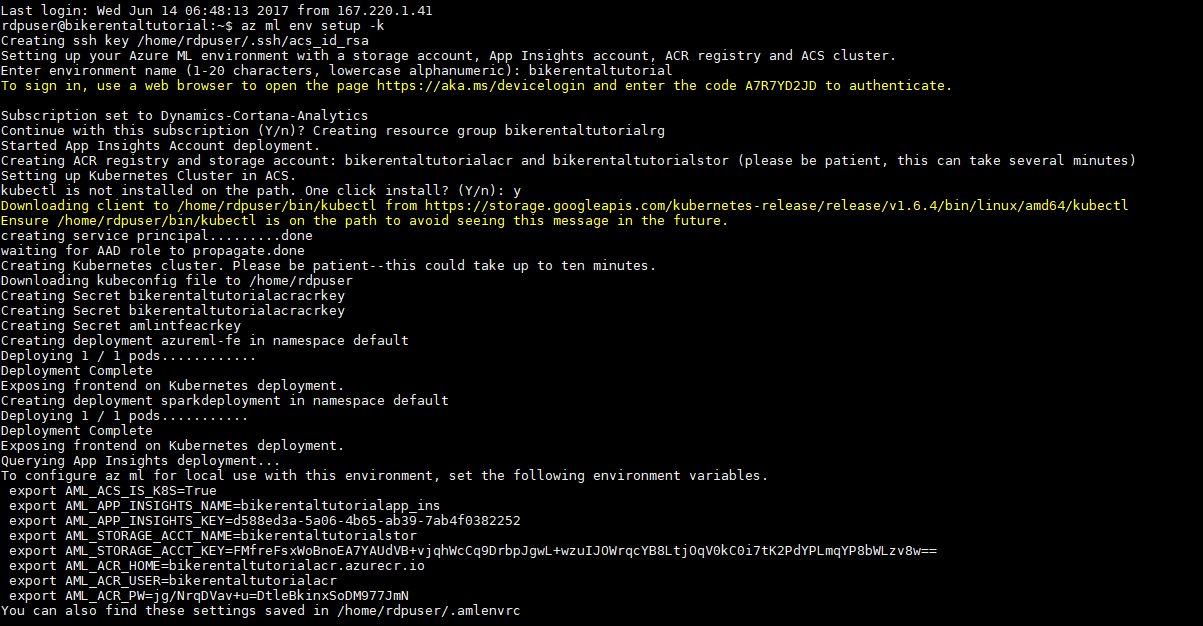 Last login: Wed Jun 14 06:48:13 2017 from 167.220.1.41
rdpuser@bikerentaltutorial:~$ az ml env setup -k
Creating ssh key /home/rdpuser/.ssh/acs_id_rsa
Setting up your Azure ML environment with a storage account, App Insights account, ACR registry and ACS cluster.
Enter environment name (1-20 characters, lowercase alphanumeric): bikerentaltutorial
To sign in, use a web browser to open the page https://aka.ms/devicelogin and enter the code A7R7YD2JD to authenticate.
Subscription set to Dynamics-Cortana-Analytics
Continue with this subscription (Y/n)? Creating resource group bikerentaltutorialrg
Started App Insights Account deployment.
Creating ACR registry and storage account: bikerentaltutorialacr and bikerentaltutorialstor (please be patient, this can take several minutes)
Setting up Kubernetes Cluster in ACS.
kubectl is not installed on the path. One click install? (Y/n): y
Downloading client to /home/rdpuser/bin/kubectl from https://storage.googleapis.com/kubernetes-release/release/v1.6.4/bin/linux/amd64/kubectl
Ensure /home/rdpuser/bin/kubectl is on the path to avoid seeing this message in the future.
creating service principal.........done
waiting for AAD role to propagate.done
Creating Kubernetes cluster. Please be patient--this could take up to ten minutes.
Downloading kubeconfig file to /home/rdpuser
Creating Secret bikerentaltutorialacracrkey
Creating Secret bikerentaltutorialacracrkey
Creating Secret amlintfeacrkey
Creating deployment azureml-fe in namespace default
Deploying 1 / 1 pods............
Deployment Complete
Exposing frontend on Kubernetes deployment.
Creating deployment sparkdeployment in namespace default
Deploying 1 / 1 pods...........
Deployment Complete
Exposing frontend on Kubernetes deployment.
Querying App Insights deployment...
To configure az ml for local use with this environment, set the following environment variables.
export AML_ACS_IS_K8S=True
export AML_APP_INSIGHTS_NAME=bikerentaltutorialapp_ins
export AML_APP_INSIGHTS_KEY=d588ed3a-5a06-4b65-ab39-7ab4f0382252
export AML_STORAGE_ACCT_NAME=bikerentaltutorialstor
export AML_STORAGE_ACCT_KEY=FMfreFsxWoBnoEA7YAUdVB+vjqhWcCq9DrbpJgwL+wzuIJOWrqcYB8LtjOqV0kC0i7tK2PdYPLmqYP8bWLzv8w==
export AML_ACR_HOME=bikerentaltutorialacr.azurecr.io
export AML_ACR_USER=bikerentaltutorialacr
export AML_ACR_PW=jg/NrqDVav+u=DtleBkinxSoDM977JmN
You can also find these settings saved in /home/rdpuser/.amlenvrc